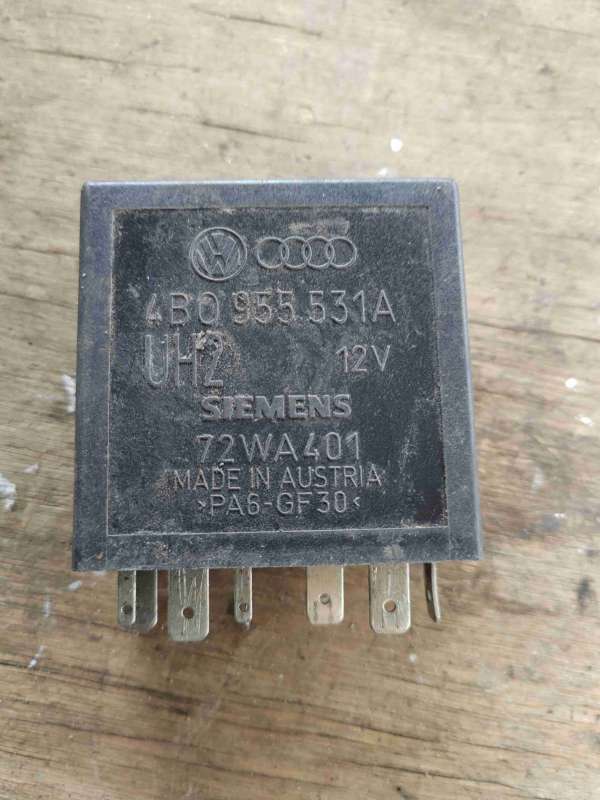 4B0 955 531A
UH2 12V
SIEMENS
72WA401
MADE IN AUSTRIA
>PA6-GF30<